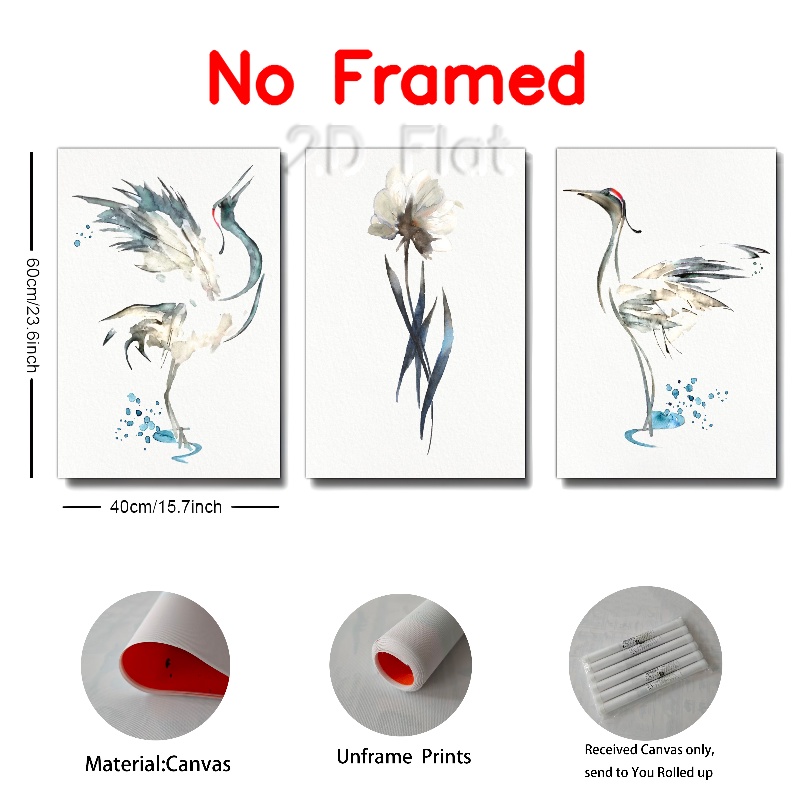 No Framed
2D Flat
60cm/23.6inch
40cm/15.7inch
Material:Canvas
Unframe Prints
Received Canvas only,
send to You Rolled up